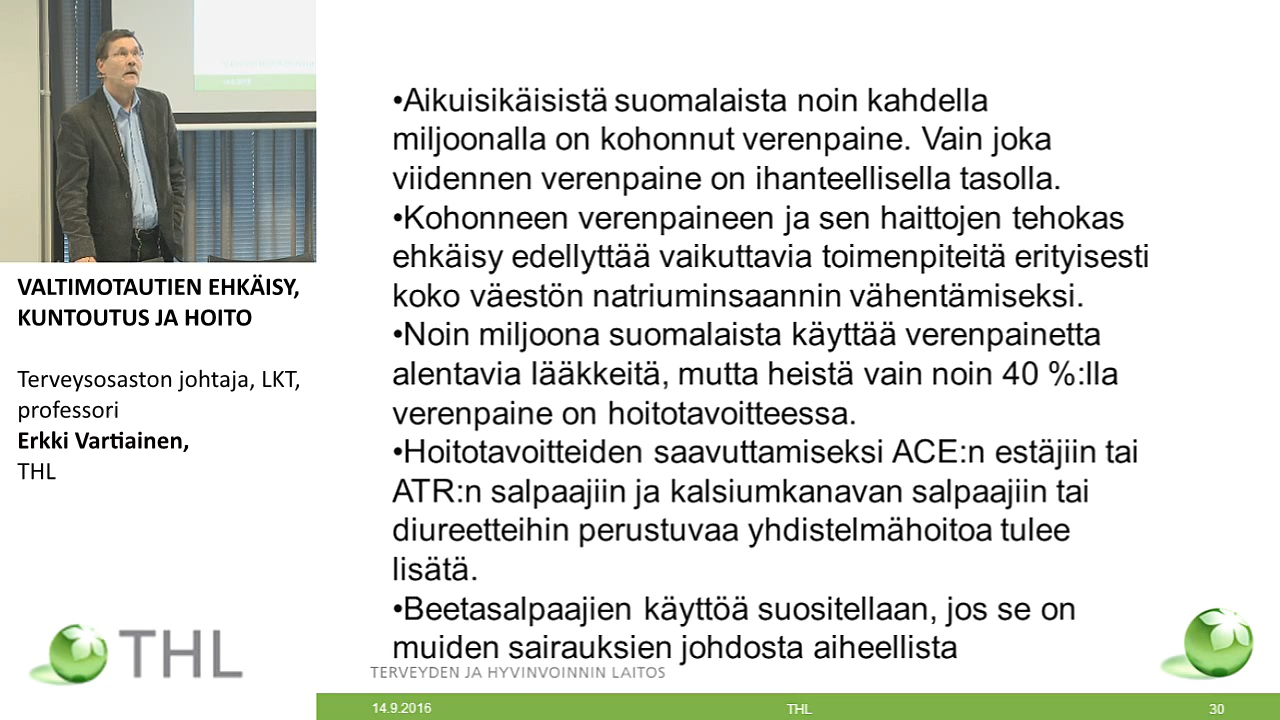 VALTIMOTAUTIEN EHKÄISY,
KUNTOUTUS JA HOITO
Terveysosaston johtaja, LKT,
professori
Erkki Vartiainen,
THL
THL
•Aikuisikäisistä suomalaista noin kahdella
miljoonalla on kohonnut verenpaine. Vain joka
viidennen verenpaine on ihanteellisella tasolla.
•Kohonneen verenpaineen ja sen haittojen tehokas
ehkäisy edellyttää vaikuttavia toimenpiteitä erityisesti
koko väestön natriuminsaannin vähentämiseksi.
•Noin miljoona suomalaista käyttää verenpainetta
alentavia lääkkeitä, mutta heistä vain noin 40 %:lla
verenpaine on hoitotavoitteessa.
•Hoitotavoitteiden saavuttamiseksi ACE:n estäjiin tai
ATR:n salpaajiin ja kalsiumkanavan salpaajiin tai
diureetteihin perustuvaa yhdistelmähoitoa tulee
lisätä.
•Beetasalpaajien käyttöä suositellaan, jos se on
muiden sairauksien johdosta aiheellista
TERVEYDEN JA HYVINVOINNIN LAITOS
14.9.2016 THL 30